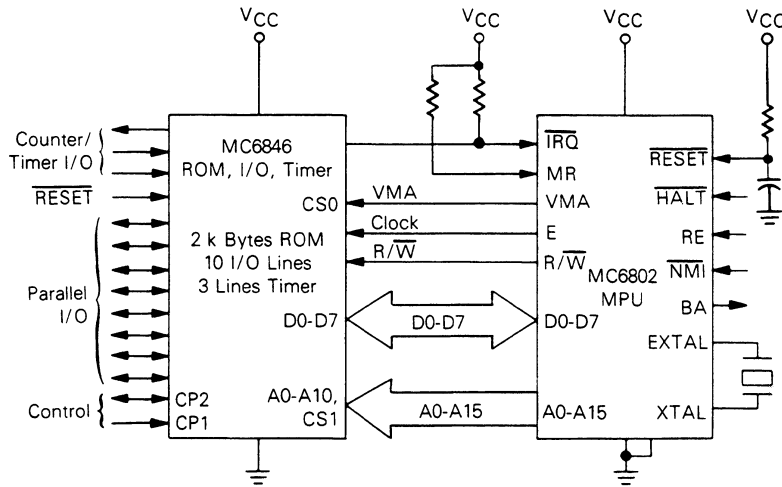 VCC
VCC
VCC
VCC
Counter/
Timer I/O
RESET
Parallel
I/O
Control
MC6846
ROM, I/O, Timer
CS0
2 k Bytes ROM
10 I/O Lines
3 Lines Timer
D0-D7
A0-A10,
CS1
CP2
CP1
VMA
Clock
R/W
D0-D7
A0-A15
IRQ
MR
VMA
E
R/W
MC6802
MPU
D0-D7
A0-A15
RESET
HALT
RE
NMI
BA
EXTAL
XTAL